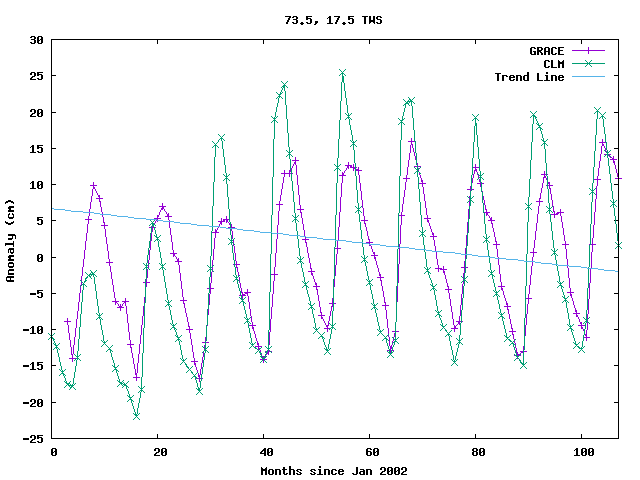 73.5, 17.5 TWS
GRACE
CLM
Trend Line
30
25
20
15
10
5
0
-5
-10
-15
-20
-25
Anomaly (cm)
0 20 40 60 80 100
Months since Jan 2002